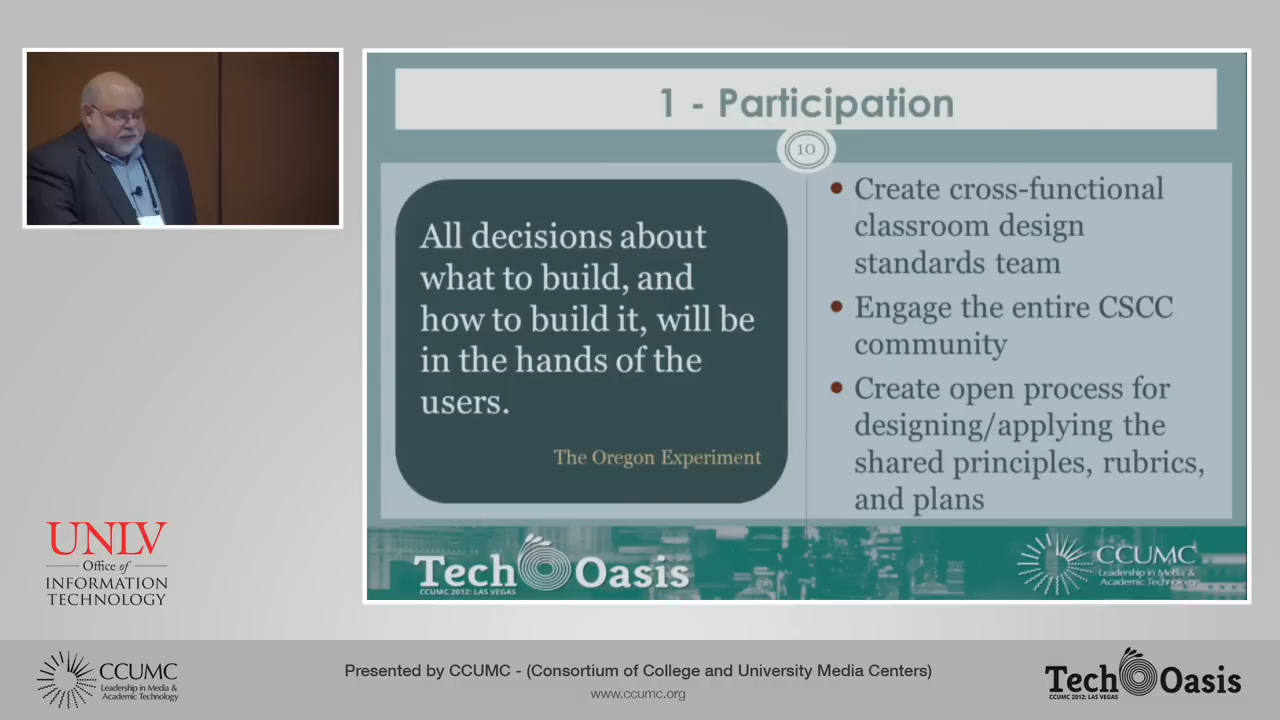 1 - Participation
10
All decisions about
what to build, and
how to build it, will be
in the hands of the
users.
The Oregon Experiment
• Create cross-functional
classroom design
standards team
• Engage the entire CSCC
community
• Create open process for
designing/applying the
shared principles, rubrics,
and plans
Tech Oasis
CCUMC 2012: LAS VEGAS
CCUMC
Leadership in Media &
Academic Technology
UNLV
Office of
INFORMATION
TECHNOLOGY
CCUMC
Leadership in Media &
Academic Technology
Presented by CCUMC - (Consortium of College and University Media Centers)
www.ccumc.org
Tech Oasis
CCUMC 2012: LAS VEGAS